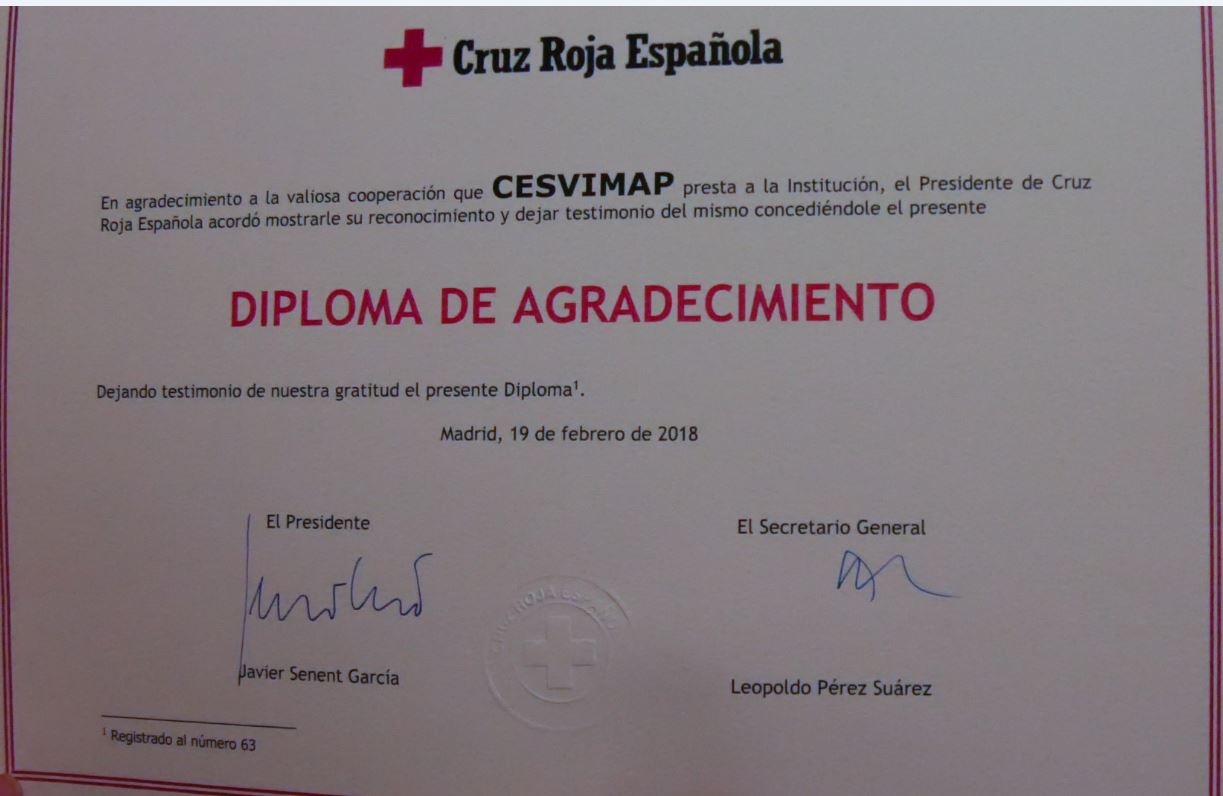 Cruz Roja Española
En agradecimiento a la valiosa cooperación que CESVIMAP presta a la Institución, el Presidente de Cruz
Roja Española acordó mostrarle su reconocimiento y dejar testimonio del mismo concediéndole el presente
DIPLOMA DE AGRADECIMIENTO
Dejando testimonio de nuestra gratitud el presente Diploma¹.
Madrid, 19 de febrero de 2018
El Presidente
El Secretario General
CRUZ ROJA ESPAÑOLA
Javier Senent García
Leopoldo Pérez Suárez
¹ Registrado al número 63